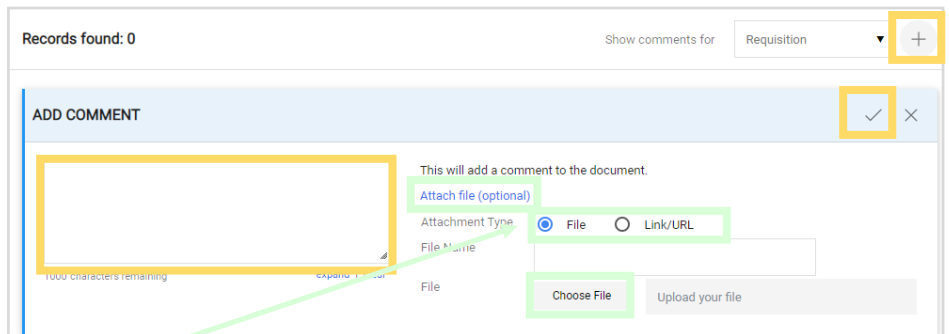 Records found: 0
Show comments for Requisition
ADD COMMENT
This will add a comment to the document.
Attach file (optional)
Attachment Type File Link/URL
File Name
1000 characters remaining
File Choose File Upload your file